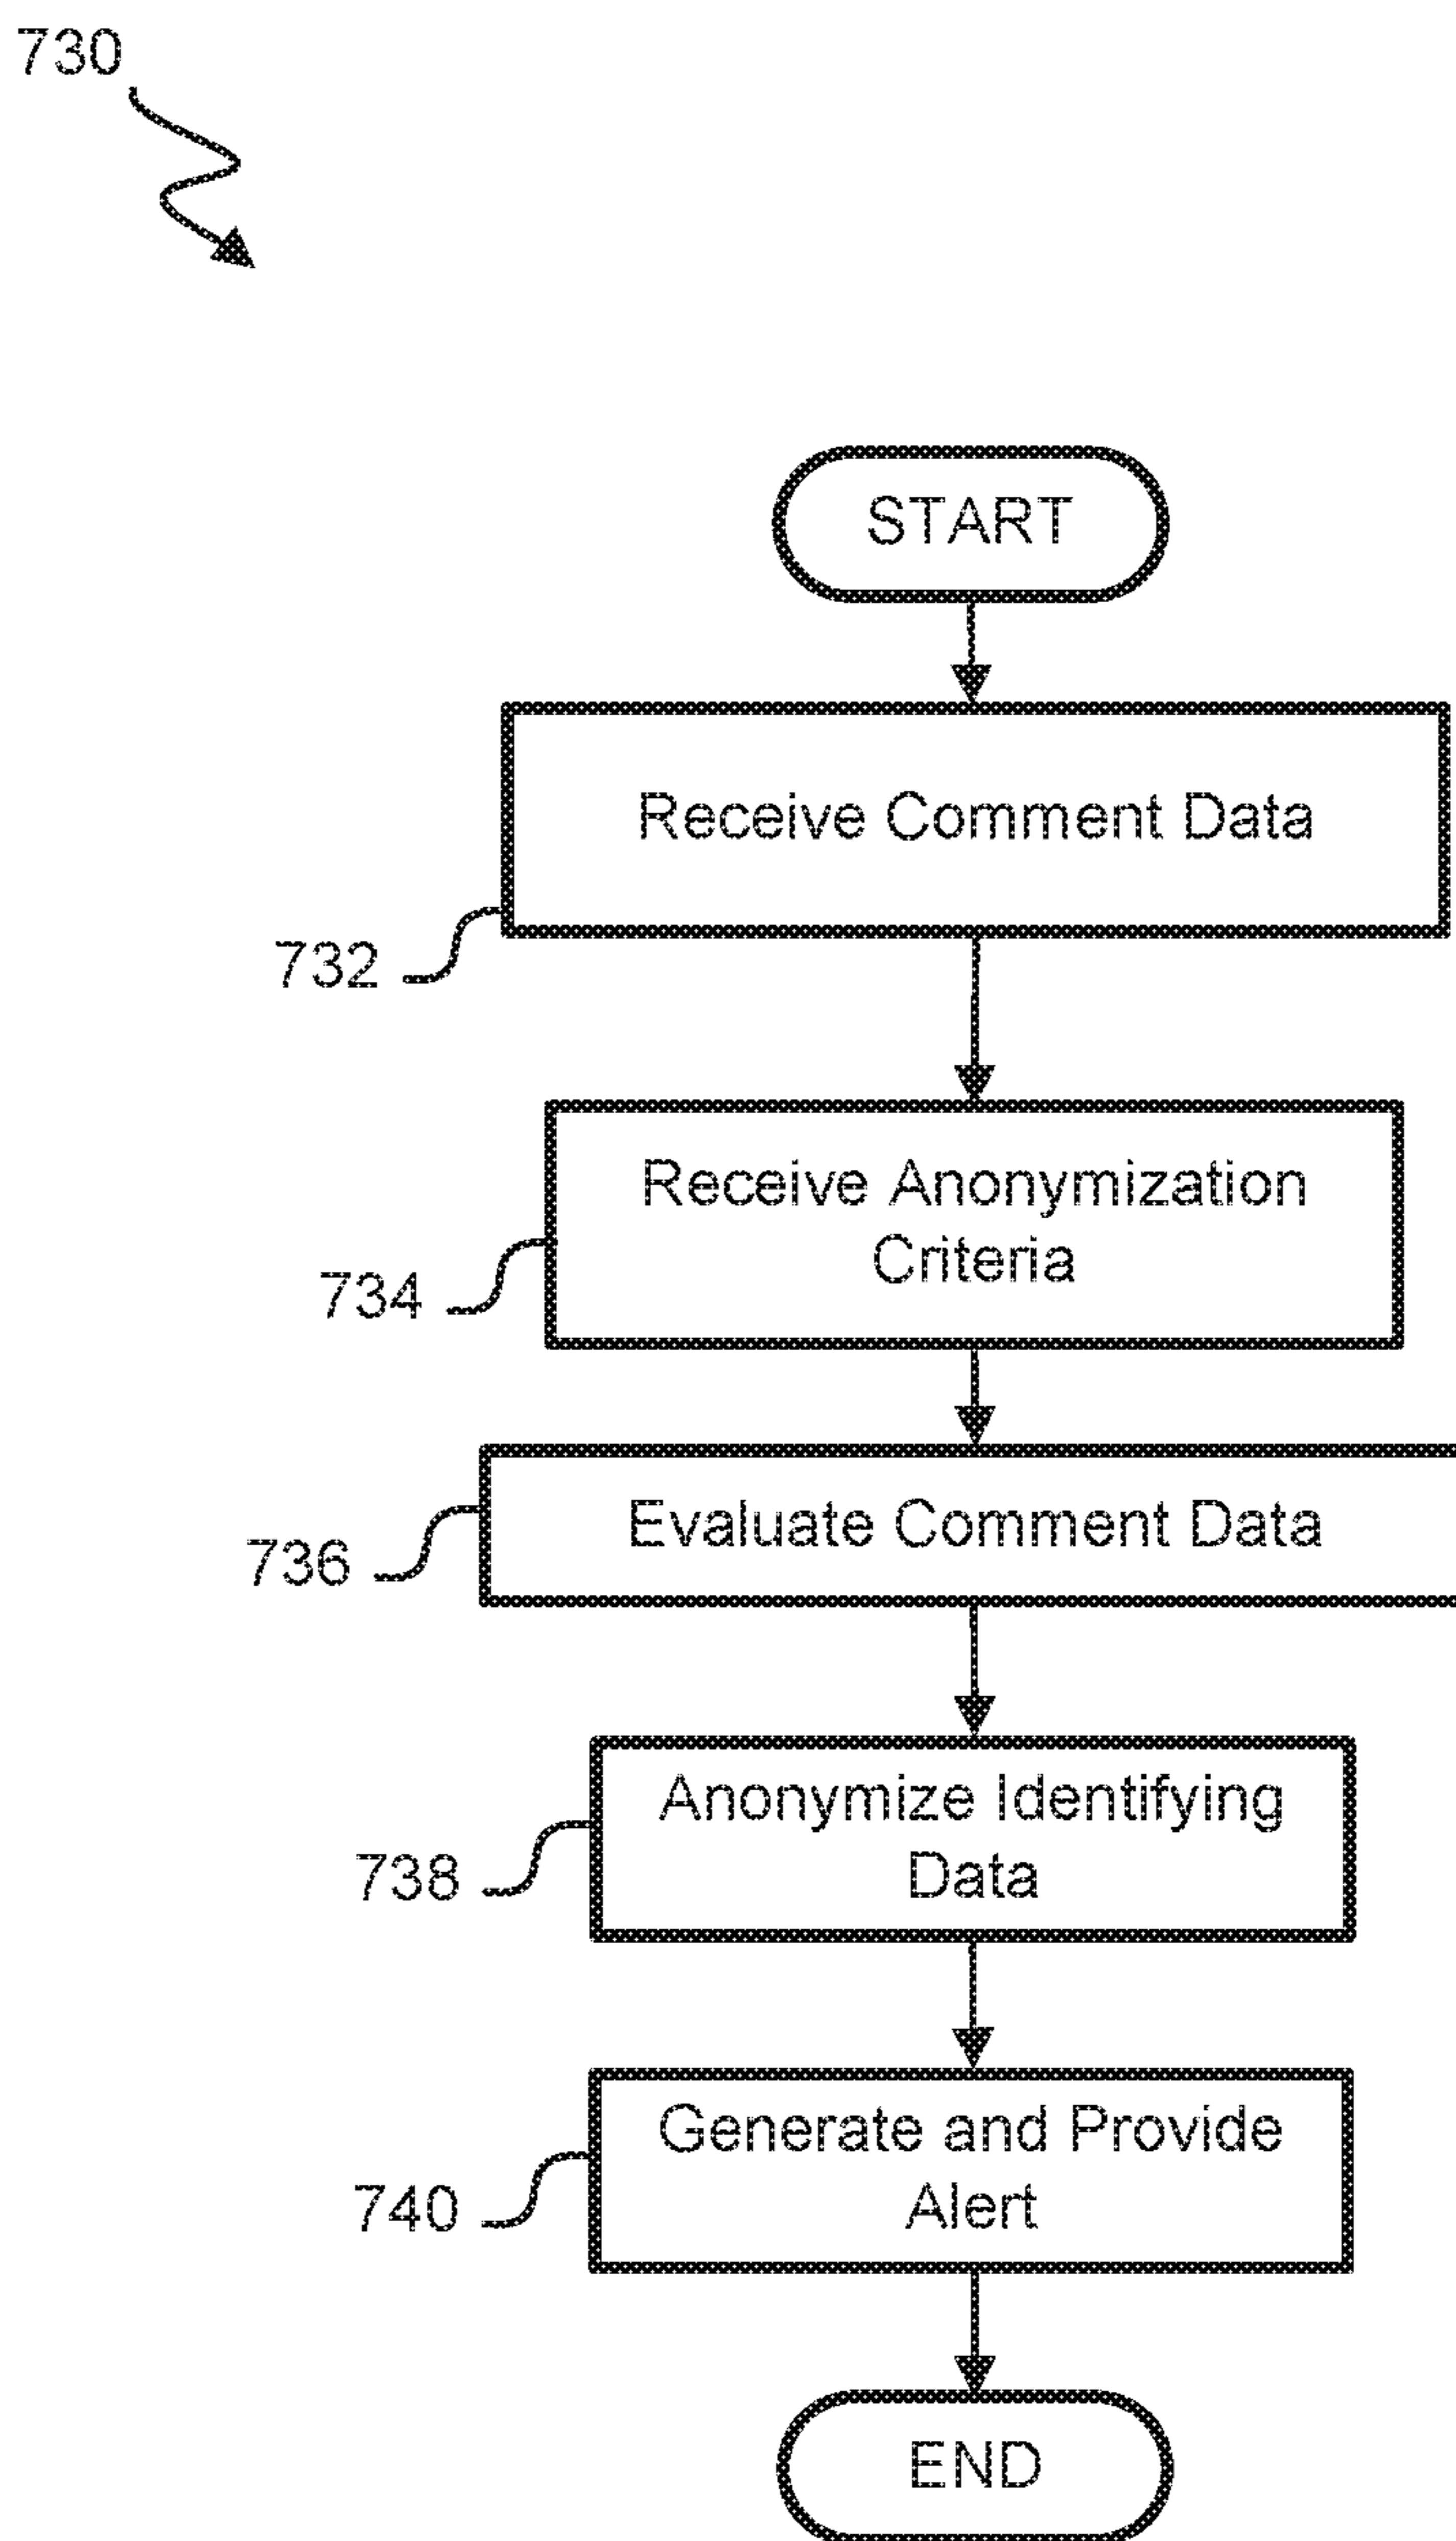 730
START
Receive Comment Data
732
Receive Anonymization
Criteria
734
Evaluate Comment Data
736
Anonymize Identifying
Data
738
Generate and Provide
Alert
740
END